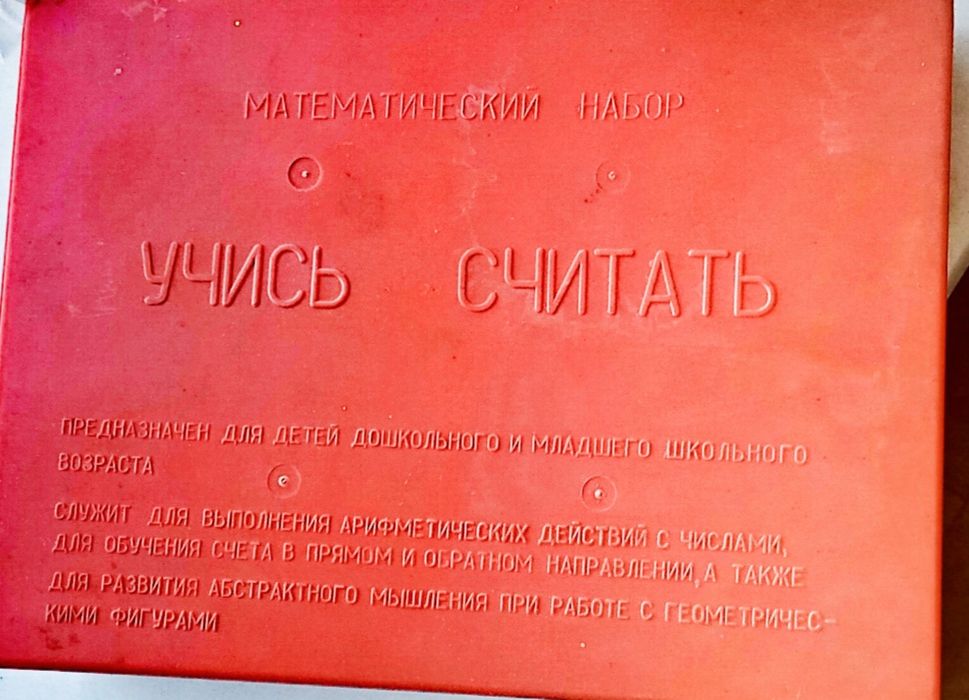 МАТЕМАТИЧЕСКИЙ НАБОР
УЧИСЬ СЧИТАТЬ
ПРЕДНАЗНАЧЕН ДЛЯ ДЕТЕЙ ДОШКОЛЬНОГО И МЛАДШЕГО ШКОЛЬНОГО
ВОЗРАСТА
СЛУЖИТ ДЛЯ ВЫПОЛНЕНИЯ АРИФМЕТИЧЕСКИХ ДЕЙСТВИЙ С ЧИСЛАМИ,
ДЛЯ ОБУЧЕНИЯ СЧЕТА В ПРЯМОМ И ОБРАТНОМ НАПРАВЛЕНИИ, А ТАКЖЕ
ДЛЯ РАЗВИТИЯ АБСТРАКТНОГО МЫШЛЕНИЯ ПРИ РАБОТЕ С ГЕОМЕТРИЧЕС-
КИМИ ФИГУРАМИ